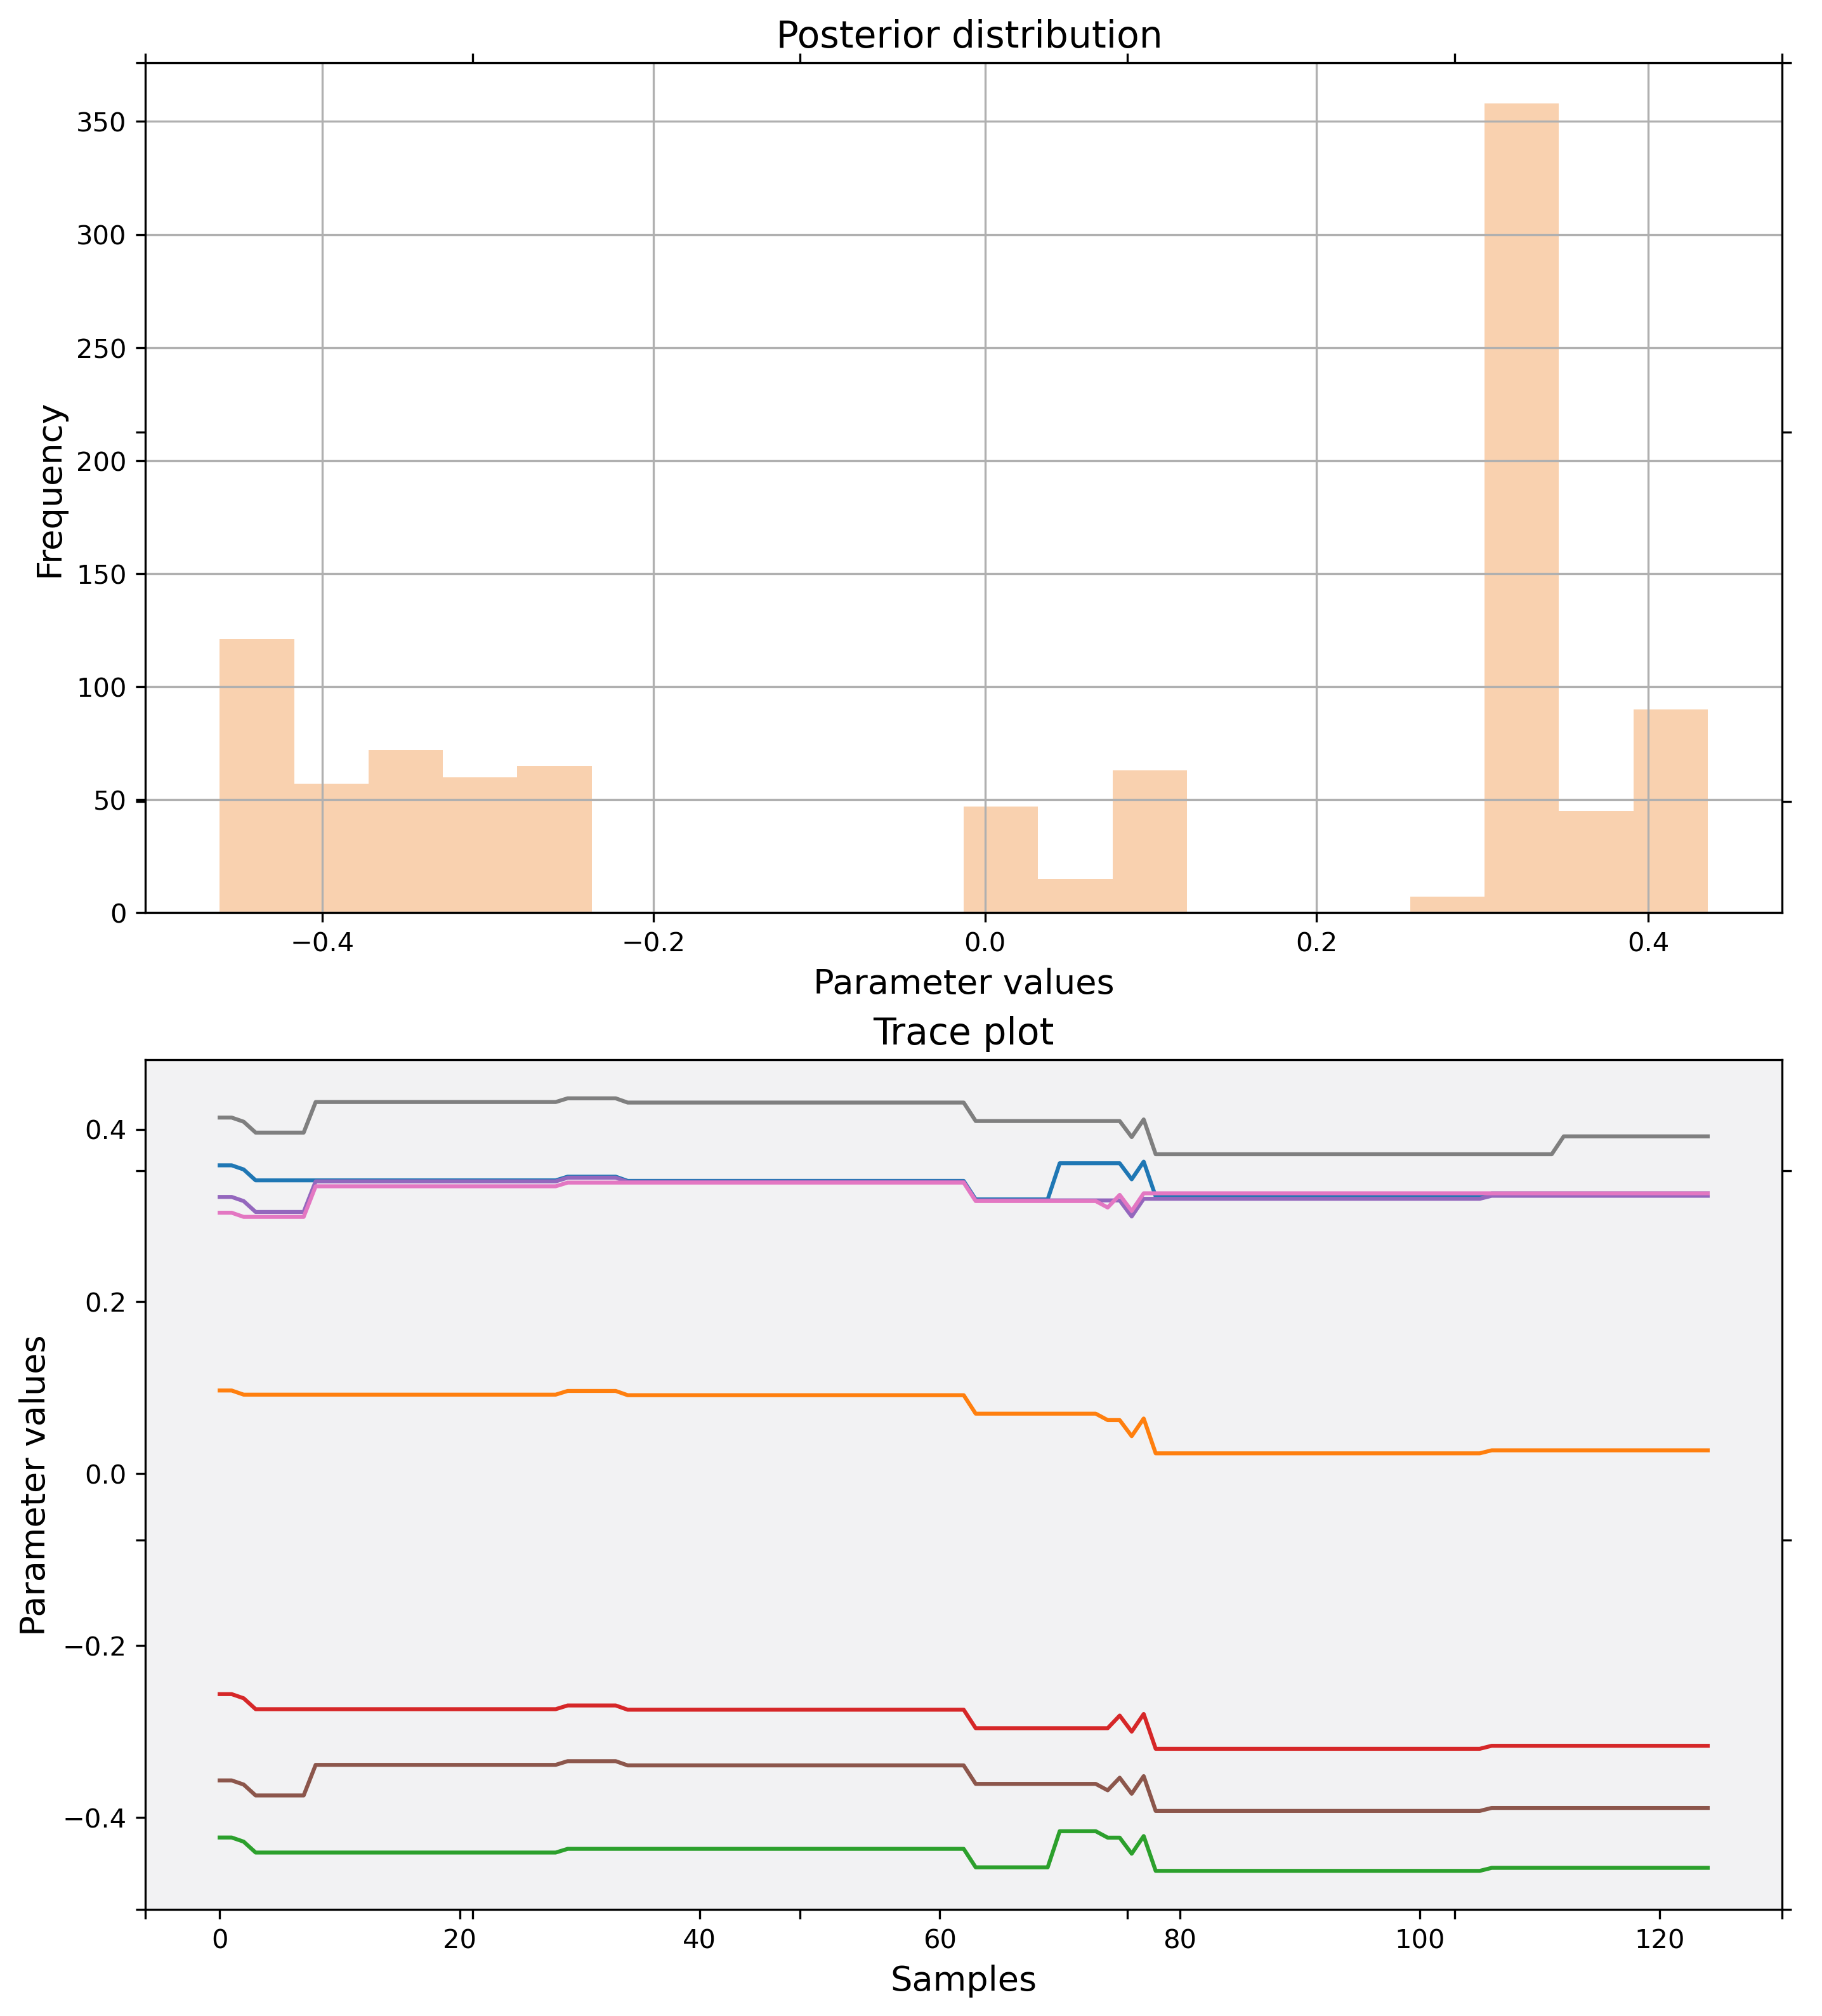 Posterior distribution
350
300
250
200
150
100
50
0
Frequency
−0.4 −0.2 0.0 0.2 0.4
Parameter values
Trace plot
0.4
0.2
0.0
−0.2
−0.4
Parameter values
0 20 40 60 80 100 120
Samples